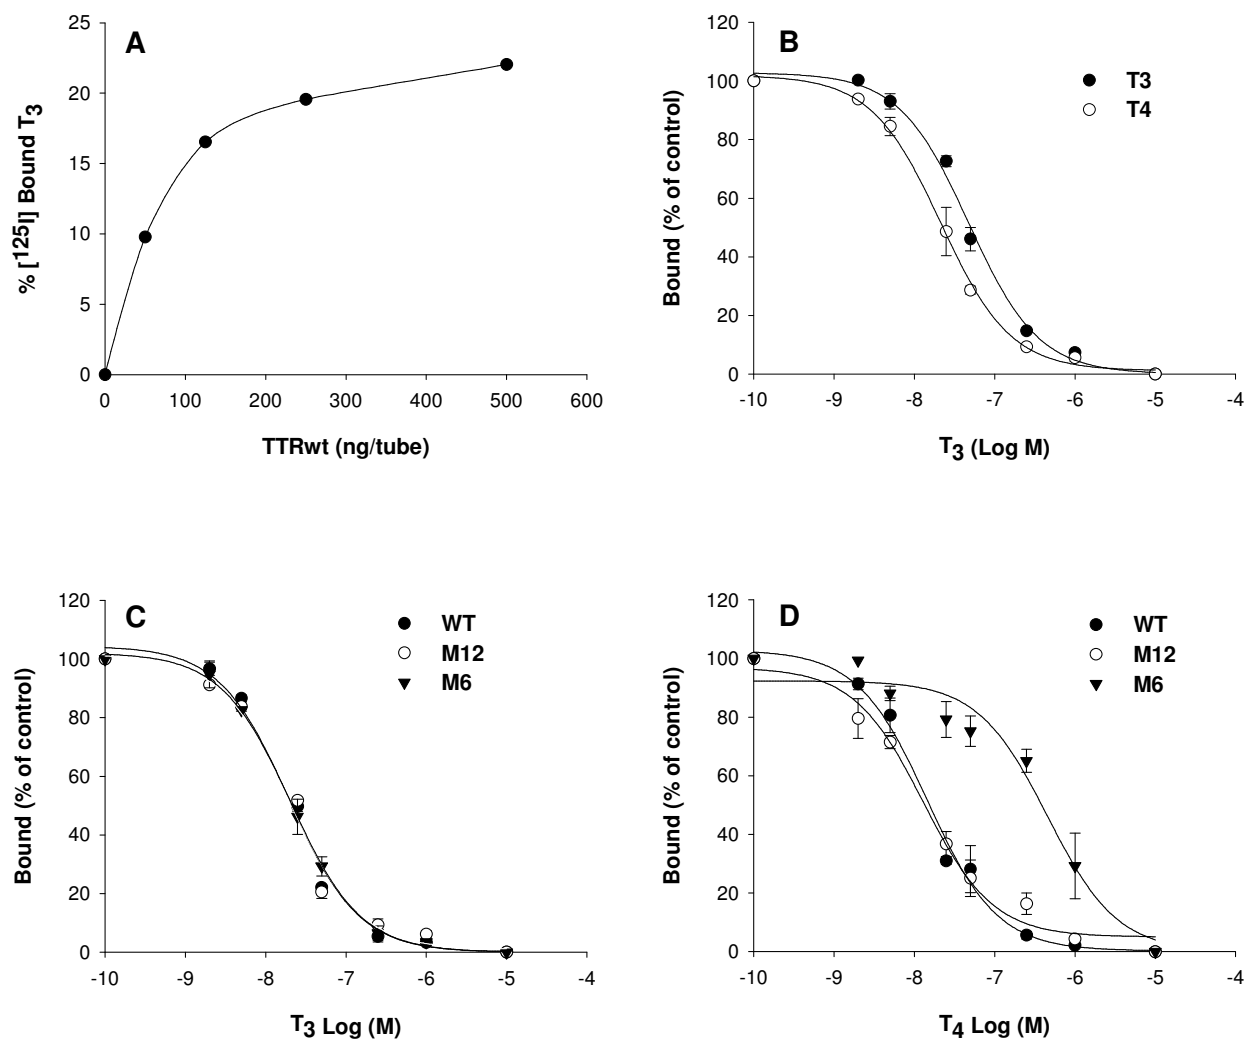 A
25
20
15
10
5
0
% [125I] Bound T3
0 100 200 300 400 500 600
TTRwt (ng/tube)
B
T3
T4
120
100
80
60
40
20
0
Bound (% of control)
-10 -9 -8 -7 -6 -5 -4
T3 (Log M)
C
WT
M12
M6
120
100
80
60
40
20
0
Bound (% of control)
-10 -9 -8 -7 -6 -5 -4
T3 Log (M)
D
WT
M12
M6
120
100
80
60
40
20
0
Bound (% of control)
-10 -9 -8 -7 -6 -5 -4
T4 Log (M)